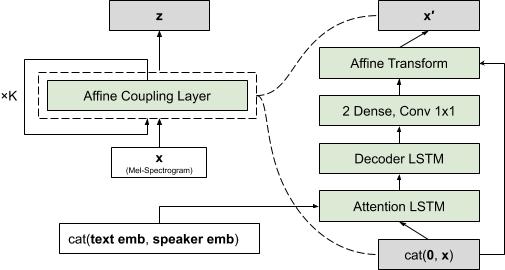 z
×K
Affine Coupling Layer
x
(Mel-Spectrogram)
cat(text emb, speaker emb)
x′
Affine Transform
2 Dense, Conv 1x1
Decoder LSTM
Attention LSTM
cat(0, x)